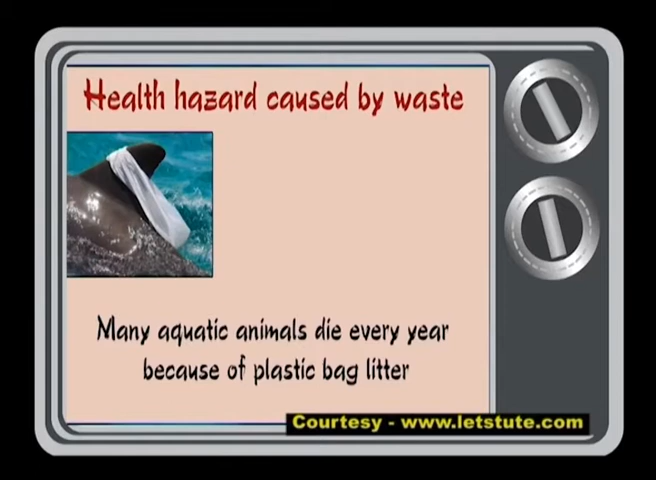 Health hazard caused by waste
Many aquatic animals die every year
because of plastic bag litter
Courtesy - www.letstute.com